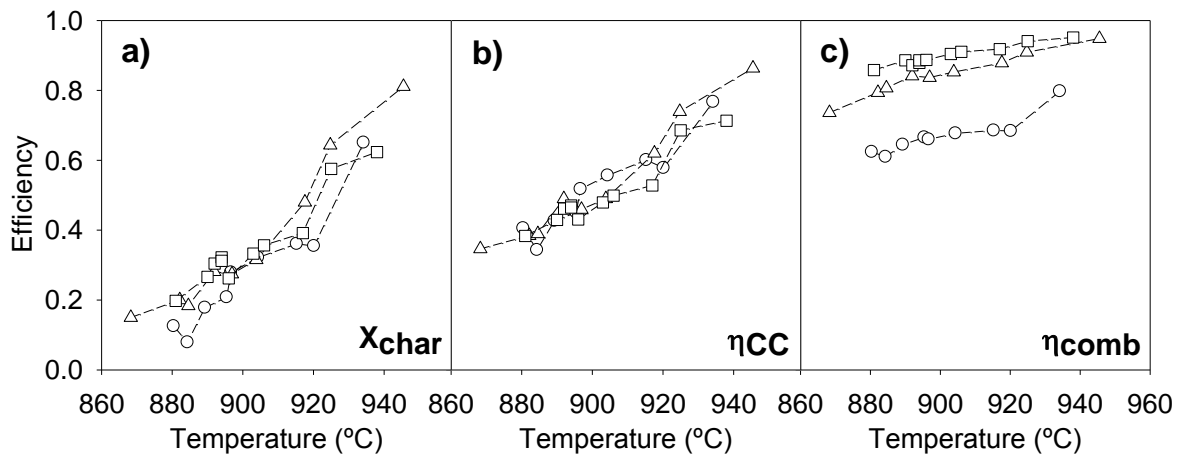 1.0
0.8
0.6
0.4
0.2
0.0
Efficiency
a)
b)
c)
Xchar
ηCC
ηcomb
860 880 900 920 940 860 880 900 920 940 860 880 900 920 940 960
Temperature (ºC) Temperature (ºC) Temperature (ºC)